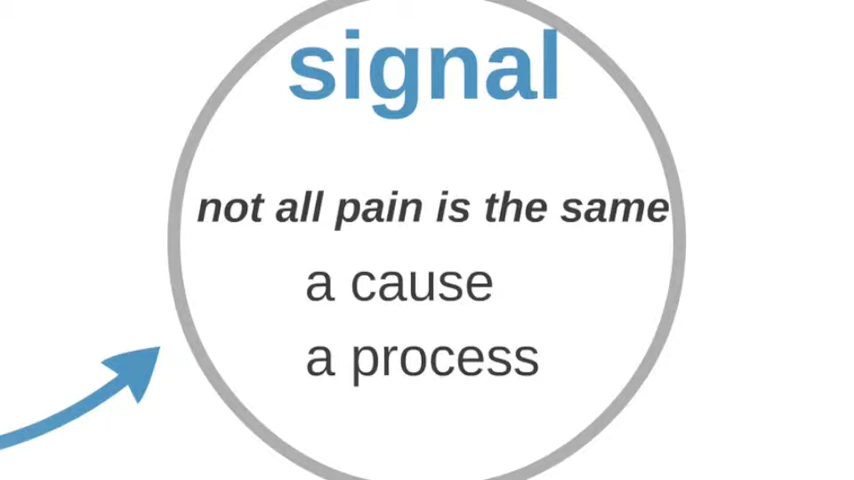 signal
not all pain is the same
a cause
a process